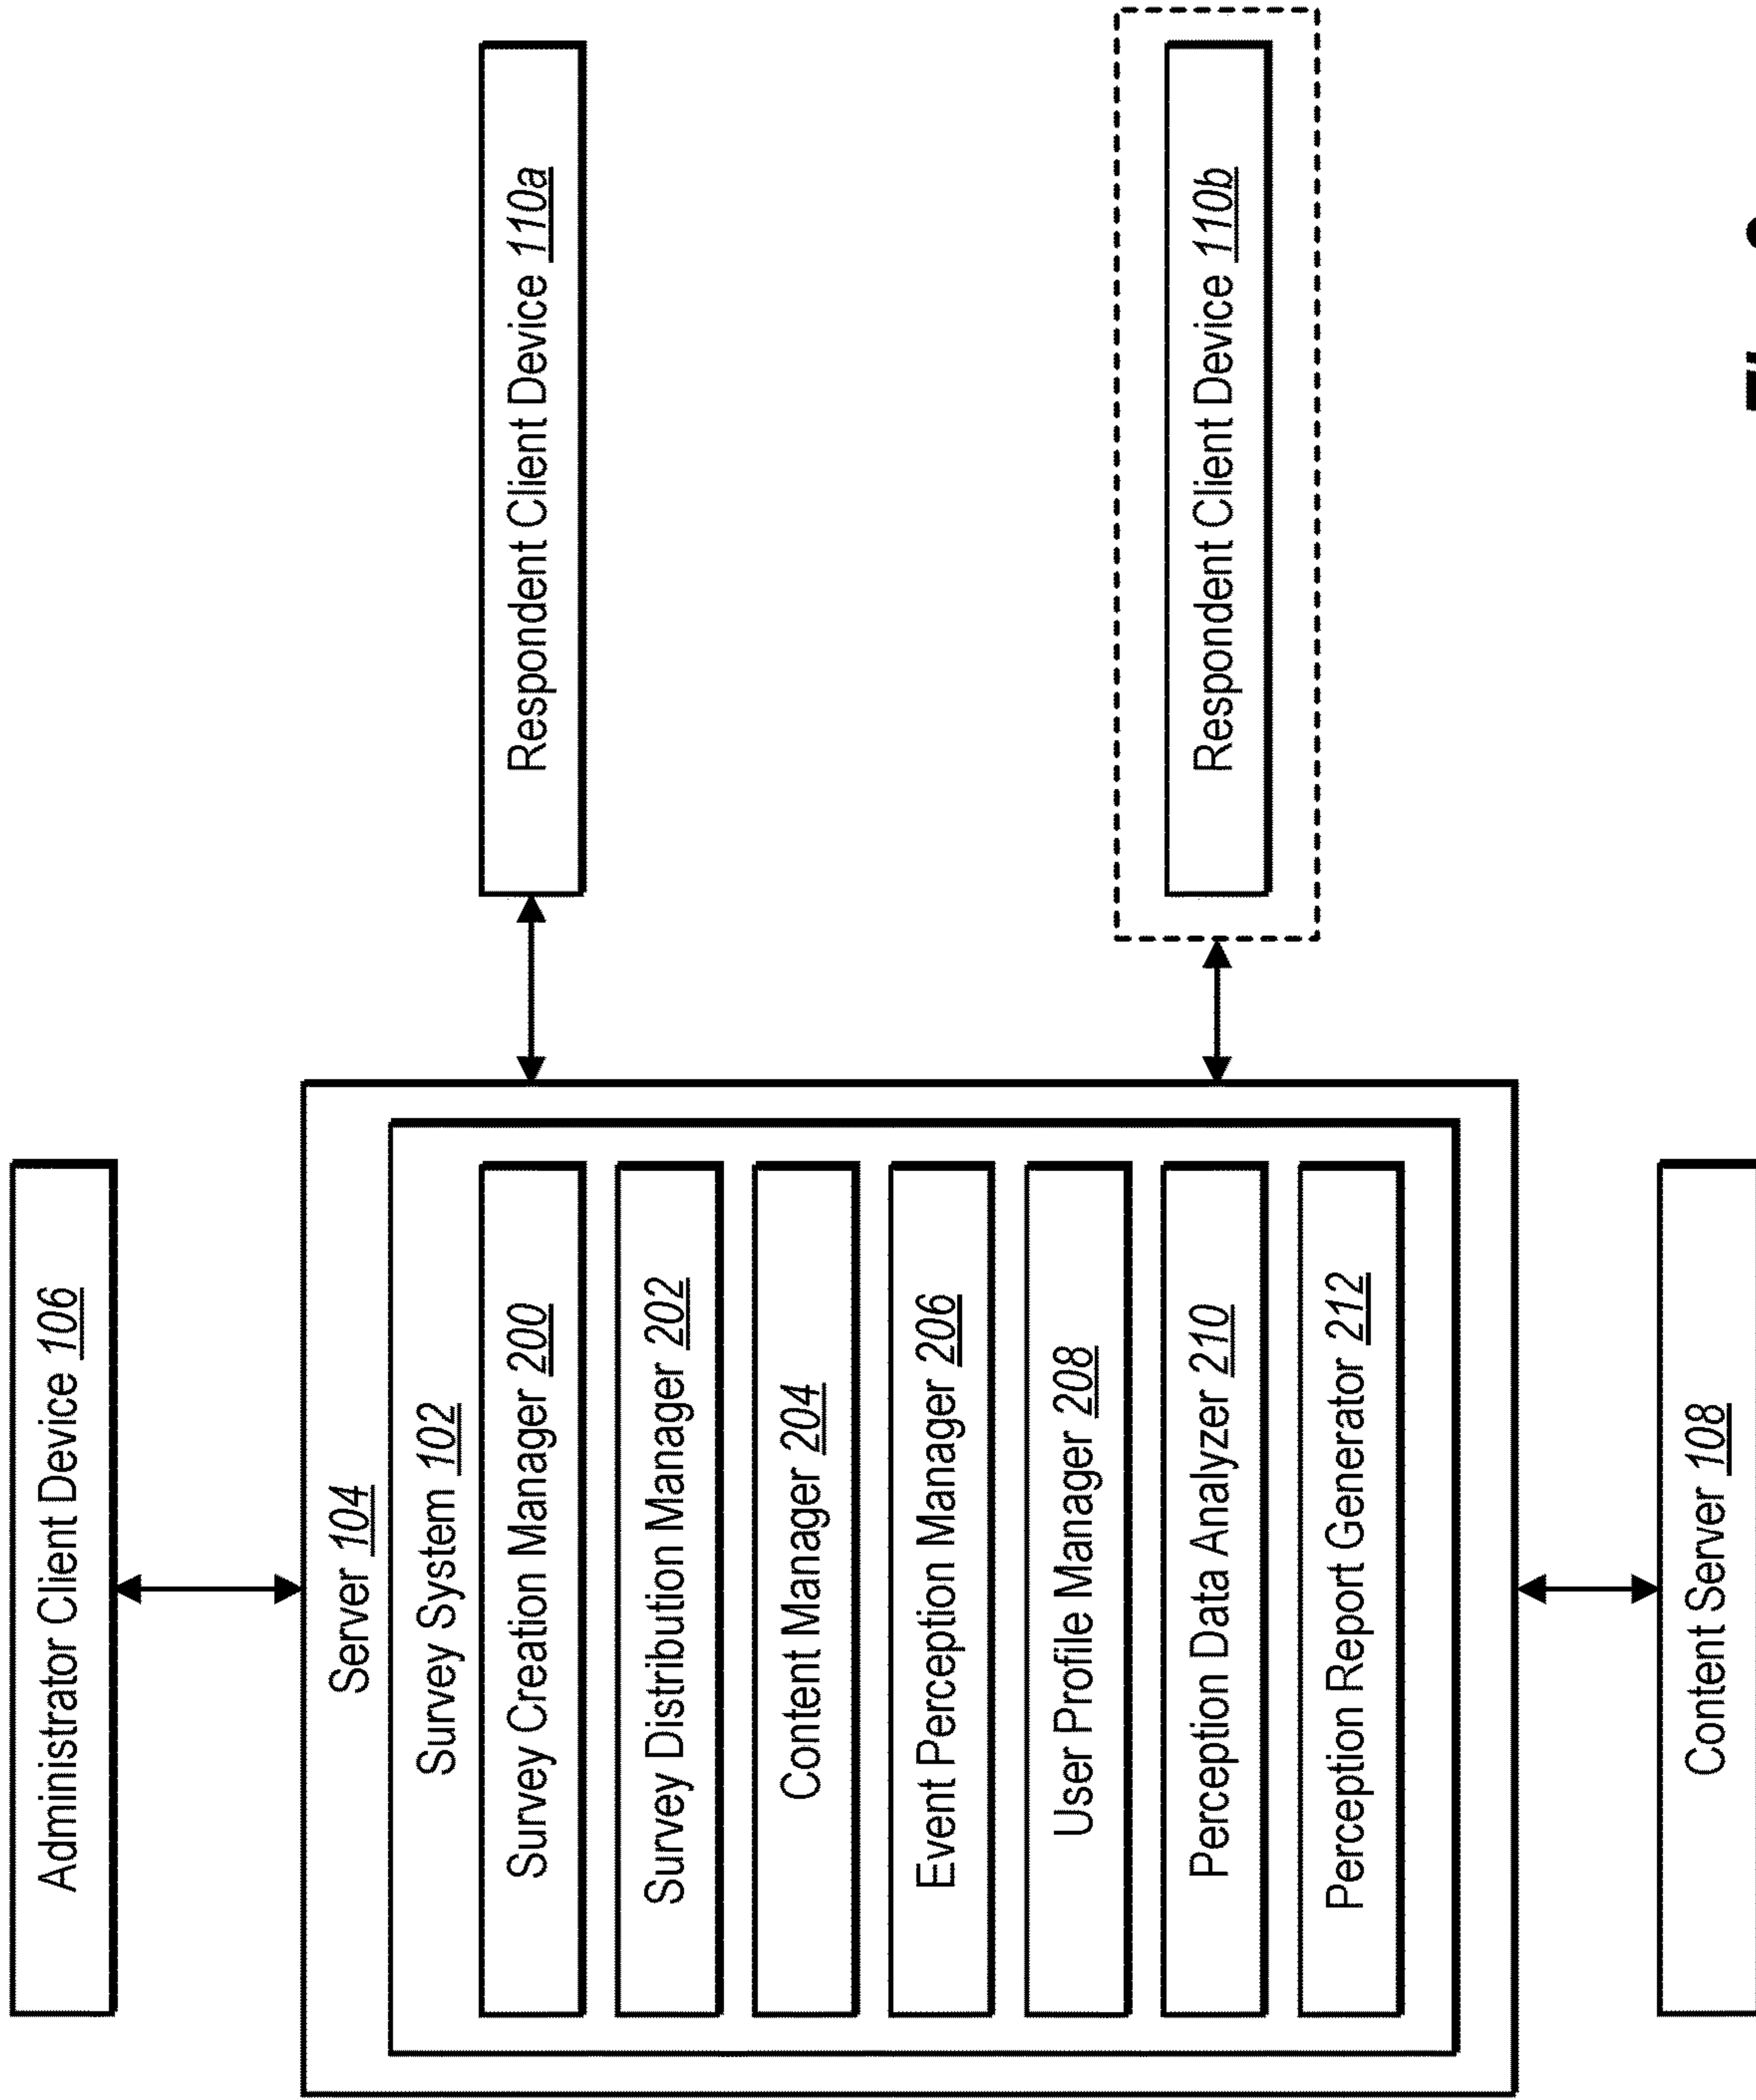 Administrator Client Device 106
Server 104
Survey System 102
Survey Creation Manager 200
Survey Distribution Manager 202
Content Manager 204
Event Perception Manager 206
User Profile Manager 208
Perception Data Analyzer 210
Perception Report Generator 212
Content Server 108
Respondent Client Device 110a
Respondent Client Device 110b